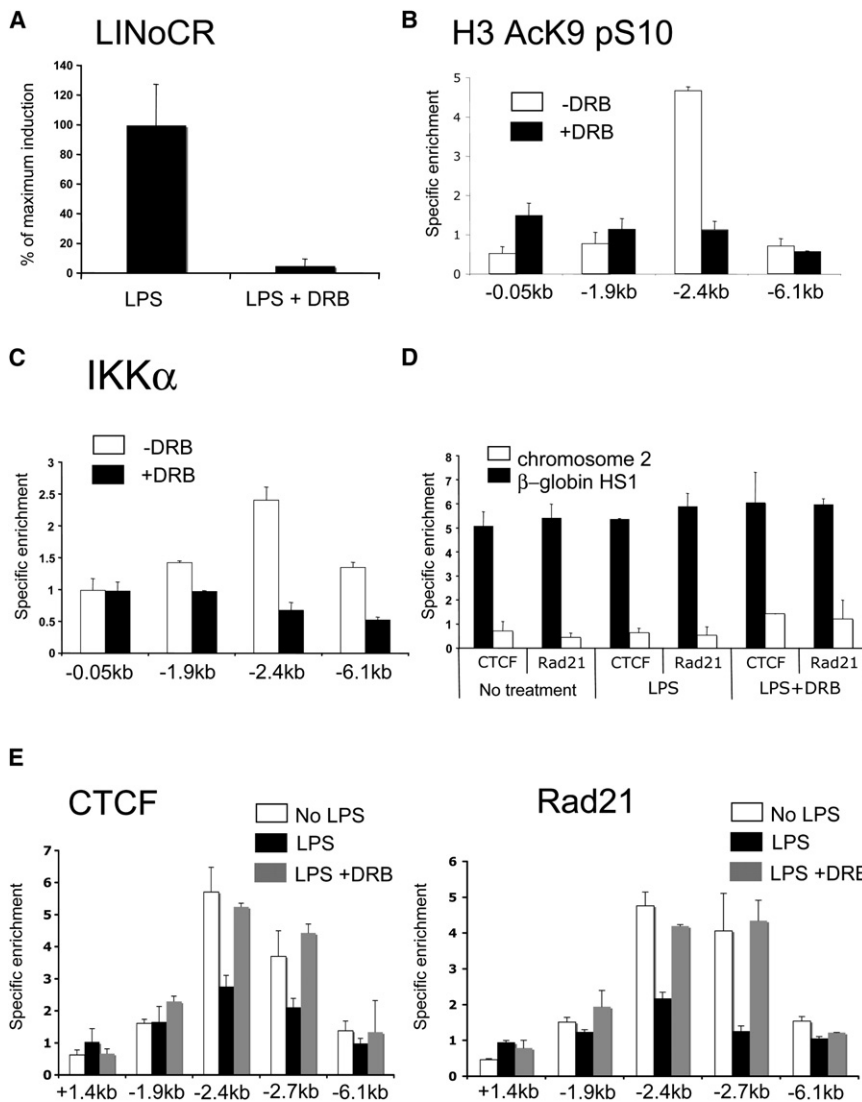 A
LINoCR
% of maximum induction
140
120
100
80
60
40
20
0
LPS
LPS + DRB
B
H3 AcK9 pS10
-DRB
+DRB
Specific enrichment
5
4
3
2
1
0
-0.05kb
-1.9kb
-2.4kb
-6.1kb
C
IKKα
-DRB
+DRB
Specific enrichment
3
2.5
2
1.5
1
0.5
0
-0.05kb
-1.9kb
-2.4kb
-6.1kb
D
chromosome 2
β–globin HS1
Specific enrichment
8
7
6
5
4
3
2
1
0
CTCF
Rad21
CTCF
Rad21
CTCF
Rad21
No treatment
LPS
LPS+DRB
E
CTCF
No LPS
LPS
LPS +DRB
Specific enrichment
7
6
5
4
3
2
1
0
+1.4kb
-1.9kb
-2.4kb
-2.7kb
-6.1kb
Rad21
No LPS
LPS
LPS +DRB
Specific enrichment
6
5
4
3
2
1
0
+1.4kb
-1.9kb
-2.4kb
-2.7kb
-6.1kb